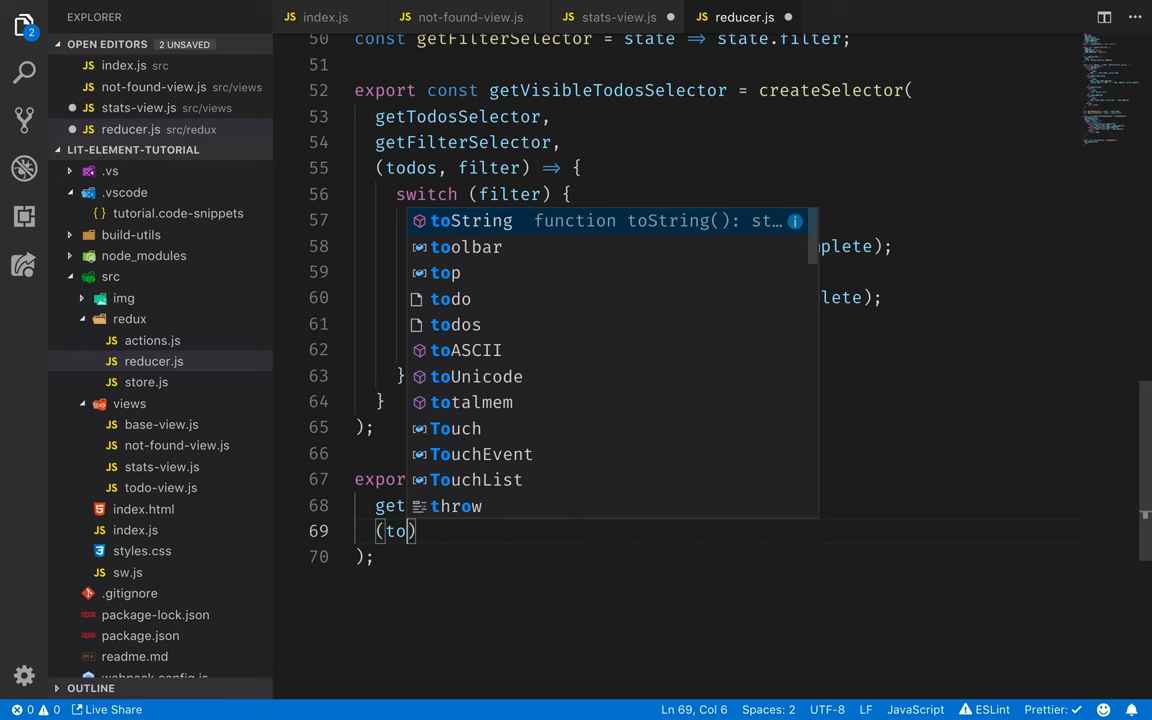 EXPLORER
index.js
not-found-view.js
stats-view.js
reducer.js
OPEN EDITORS 2 UNSAVED
index.js src
not-found-view.js src/views
stats-view.js src/views
reducer.js src/redux
LIT-ELEMENT-TUTORIAL
.vs
.vscode
tutorial.code-snippets
build-utils
node_modules
src
img
redux
actions.js
reducer.js
store.js
views
base-view.js
not-found-view.js
stats-view.js
todo-view.js
index.html
index.js
styles.css
sw.js
.gitignore
package-lock.json
package.json
readme.md
webpack.config.js
OUTLINE
50 const getFilterSelector = state => state.filter;
51
52 export const getVisibleTodosSelector = createSelector(
53 getTodosSelector,
54 getFilterSelector,
55 (todos, filter) => {
56 switch (filter) {
57
58 plete);
59
60 lete);
61
62
63 }
64 }
65 );
66
67 expor
68 get
69 (to)
70 );
toString function toString(): st...
toolbar
top
todo
todos
toASCII
toUnicode
totalmem
Touch
TouchEvent
TouchList
throw
2
0 0 Live Share Ln 69, Col 6 Spaces: 2 UTF-8 LF JavaScript ESLint Prettier: